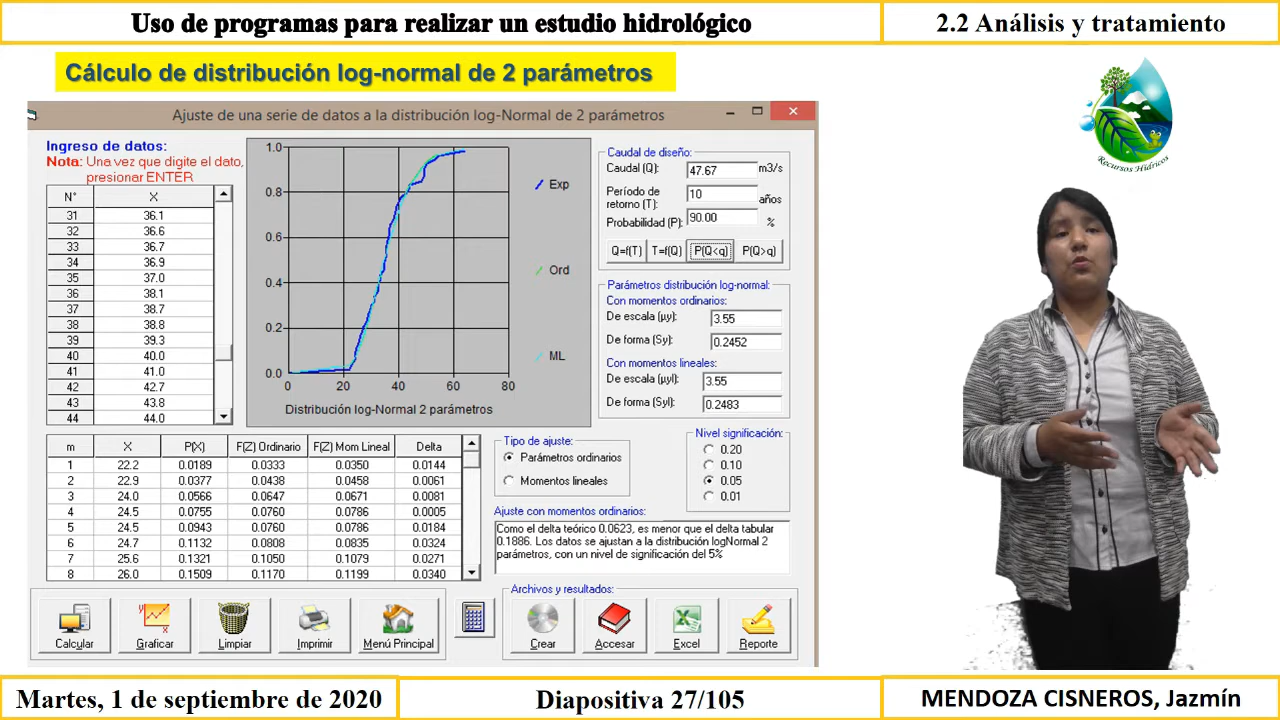 Uso de programas para realizar un estudio hidrológico
2.2 Análisis y tratamiento
Cálculo de distribución log-normal de 2 parámetros
Recursos Hídricos
Ajuste de una serie de datos a la distribución log-Normal de 2 parámetros
Ingreso de datos:
Nota: Una vez que digite el dato,
presionar ENTER
N° X
31 36.1
32 36.6
33 36.7
34 36.9
35 37.0
36 38.1
37 38.7
38 38.8
39 39.3
40 40.0
41 41.0
42 42.7
43 43.8
44 44.0
1.0
0.8
0.6
0.4
0.2
0.0
0 20 40 60 80
Exp
Ord
ML
Distribución log-Normal 2 parámetros
Caudal de diseño:
Caudal (Q): 47.67 m3/s
Período de
retorno (T): 10 años
Probabilidad (P): 90.00 %
Q=f(T) T=f(Q) P(Q<q) P(Q>q)
Parámetros distribución log-normal:
Con momentos ordinarios:
De escala (µy): 3.55
De forma (Sy): 0.2452
Con momentos lineales:
De escala (µyl): 3.55
De forma (Syl): 0.2483
m X P(X) F(Z) Ordinario F(Z) Mom Lineal Delta
1 22.2 0.0189 0.0333 0.0350 0.0144
2 22.9 0.0377 0.0438 0.0458 0.0061
3 24.0 0.0566 0.0647 0.0671 0.0081
4 24.5 0.0755 0.0760 0.0786 0.0005
5 24.5 0.0943 0.0760 0.0786 0.0184
6 24.7 0.1132 0.0808 0.0835 0.0324
7 25.6 0.1321 0.1050 0.1079 0.0271
8 26.0 0.1509 0.1170 0.1199 0.0340
Tipo de ajuste:
Parámetros ordinarios
Momentos lineales
Nivel significación:
0.20
0.10
0.05
0.01
Ajuste con momentos ordinarios:
Como el delta teórico 0.0623, es menor que el delta tabular
0.1886. Los datos se ajustan a la distribución logNormal 2
parámetros, con un nivel de significación del 5%
Calcular Graficar Limpiar Imprimir Menú Principal
Archivos y resultados:
Crear Accesar Excel Reporte
Martes, 1 de septiembre de 2020
Diapositiva 27/105
MENDOZA CISNEROS, Jazmín